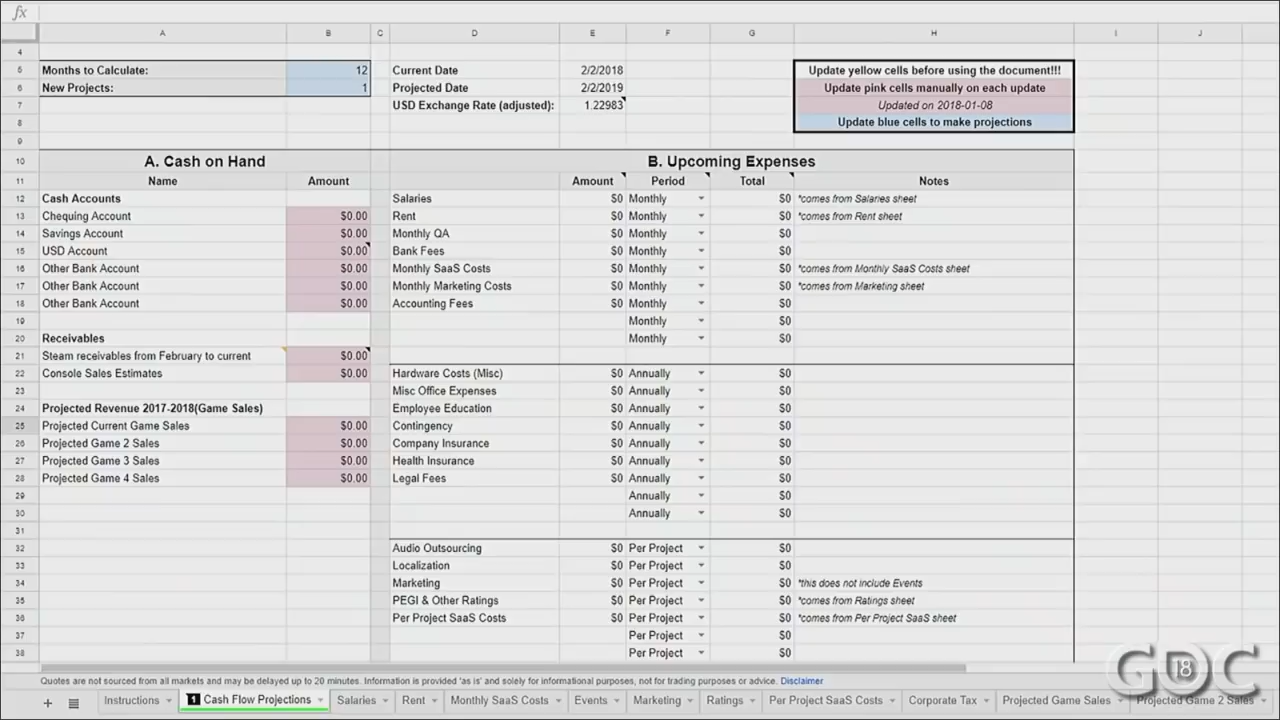 fx
A B C D E F G H I J
4
5 Months to Calculate: 12 Current Date 2/2/2018 Update yellow cells before using the document!!!
6 New Projects: 1 Projected Date 2/2/2019 Update pink cells manually on each update
7 USD Exchange Rate (adjusted): 1.22983 Updated on 2018-01-08
8 Update blue cells to make projections
9
10 A. Cash on Hand B. Upcoming Expenses
11 Name Amount Amount Period Total Notes
12 Cash Accounts Salaries $0 Monthly $0 *comes from Salaries sheet
13 Chequing Account $0.00 Rent $0 Monthly $0 *comes from Rent sheet
14 Savings Account $0.00 Monthly QA $0 Monthly $0
15 USD Account $0.00 Bank Fees $0 Monthly $0
16 Other Bank Account $0.00 Monthly SaaS Costs $0 Monthly $0 *comes from Monthly SaaS Costs sheet
17 Other Bank Account $0.00 Monthly Marketing Costs $0 Monthly $0 *comes from Marketing sheet
18 Other Bank Account $0.00 Accounting Fees $0 Monthly $0
19 Monthly $0
20 Receivables Monthly $0
21 Steam receivables from February to current $0.00
22 Console Sales Estimates $0.00 Hardware Costs (Misc) $0 Annually $0
23 Misc Office Expenses $0 Annually $0
24 Projected Revenue 2017-2018(Game Sales) Employee Education $0 Annually $0
25 Projected Current Game Sales $0.00 Contingency $0 Annually $0
26 Projected Game 2 Sales $0.00 Company Insurance $0 Annually $0
27 Projected Game 3 Sales $0.00 Health Insurance $0 Annually $0
28 Projected Game 4 Sales $0.00 Legal Fees $0 Annually $0
29 Annually $0
30 Annually $0
31
32 Audio Outsourcing $0 Per Project $0
33 Localization $0 Per Project $0
34 Marketing $0 Per Project $0 *this does not include Events
35 PEGI & Other Ratings $0 Per Project $0 *comes from Ratings sheet
36 Per Project SaaS Costs $0 Per Project $0 *comes from Per Project SaaS sheet
37 Per Project $0
38 Per Project $0
GDC 18
Quotes are not sourced from all markets and may be delayed up to 20 minutes. Information is provided 'as is' and solely for informational purposes, not for trading purposes or advice. Disclaimer
+ Instructions 1 Cash Flow Projections Salaries Rent Monthly SaaS Costs Events Marketing Ratings Per Project SaaS Costs Corporate Tax Projected Game Sales Projected Game 2 Sales